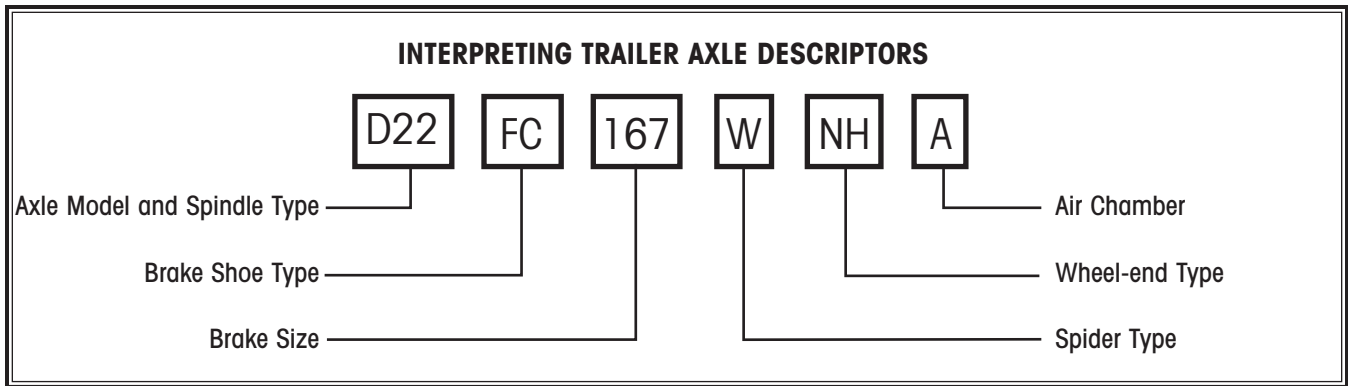 INTERPRETING TRAILER AXLE DESCRIPTORS
D22 FC 167 W NH A
Axle Model and Spindle Type
Air Chamber
Brake Shoe Type
Wheel-end Type
Brake Size
Spider Type